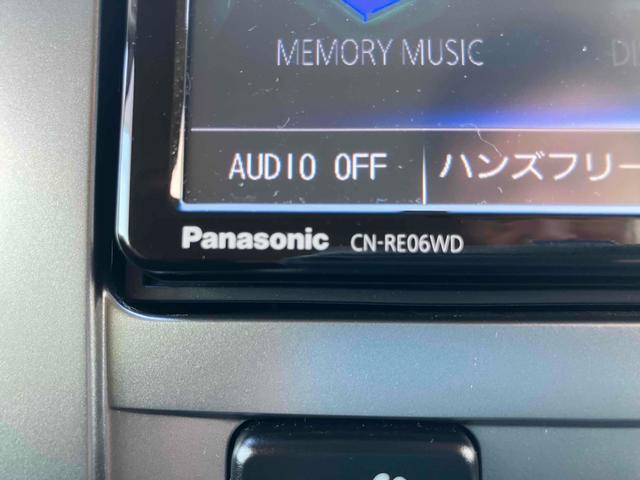 MEMORY MUSIC
AUDIO OFF ハンズフリー
Panasonic CN-RE06WD